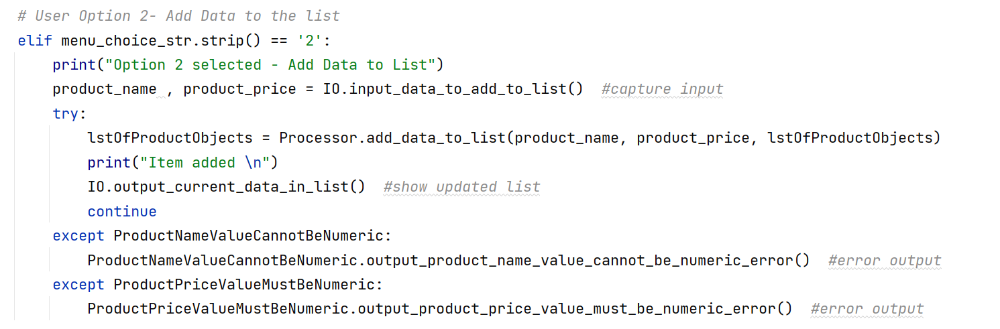 # User Option 2- Add Data to the list
elif menu_choice_str.strip() == '2':
    print("Option 2 selected - Add Data to List")
    product_name , product_price = IO.input_data_to_add_to_list()  #capture input
    try:
        lstOfProductObjects = Processor.add_data_to_list(product_name, product_price, lstOfProductObjects)
        print("Item added \n")
        IO.output_current_data_in_list()  #show updated list
        continue
    except ProductNameValueCannotBeNumeric:
        ProductNameValueCannotBeNumeric.output_product_name_value_cannot_be_numeric_error()  #error output
    except ProductPriceValueMustBeNumeric:
        ProductPriceValueMustBeNumeric.output_product_price_value_must_be_numeric_error()  #error output